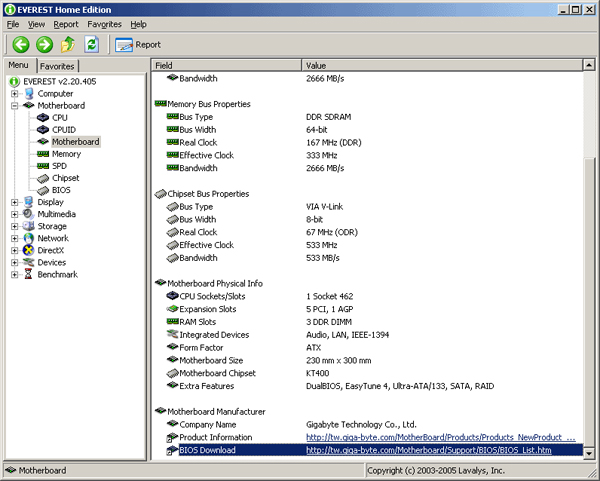 EVEREST Home Edition
File View Report Favorites Help
Report
Menu Favorites
Field Value
EVEREST v2.20.405
Computer
Motherboard
CPU
CPUID
Motherboard
Memory
SPD
Chipset
BIOS
Display
Multimedia
Storage
Network
DirectX
Devices
Benchmark
Bandwidth 2666 MB/s
Memory Bus Properties
Bus Type DDR SDRAM
Bus Width 64-bit
Real Clock 167 MHz (DDR)
Effective Clock 333 MHz
Bandwidth 2666 MB/s
Chipset Bus Properties
Bus Type VIA V-Link
Bus Width 8-bit
Real Clock 67 MHz (ODR)
Effective Clock 533 MHz
Bandwidth 533 MB/s
Motherboard Physical Info
CPU Sockets/Slots 1 Socket 462
Expansion Slots 5 PCI, 1 AGP
RAM Slots 3 DDR DIMM
Integrated Devices Audio, LAN, IEEE-1394
Form Factor ATX
Motherboard Size 230 mm x 300 mm
Motherboard Chipset KT400
Extra Features DualBIOS, EasyTune 4, Ultra-ATA/133, SATA, RAID
Motherboard Manufacturer
Company Name Gigabyte Technology Co., Ltd.
Product Information http://tw.giga-byte.com/MotherBoard/Products/Products_NewProduct_...
BIOS Download http://tw.giga-byte.com/Motherboard/Support/BIOS/BIOS_List.htm
Motherboard Copyright (c) 2003-2005 Lavalys, Inc.